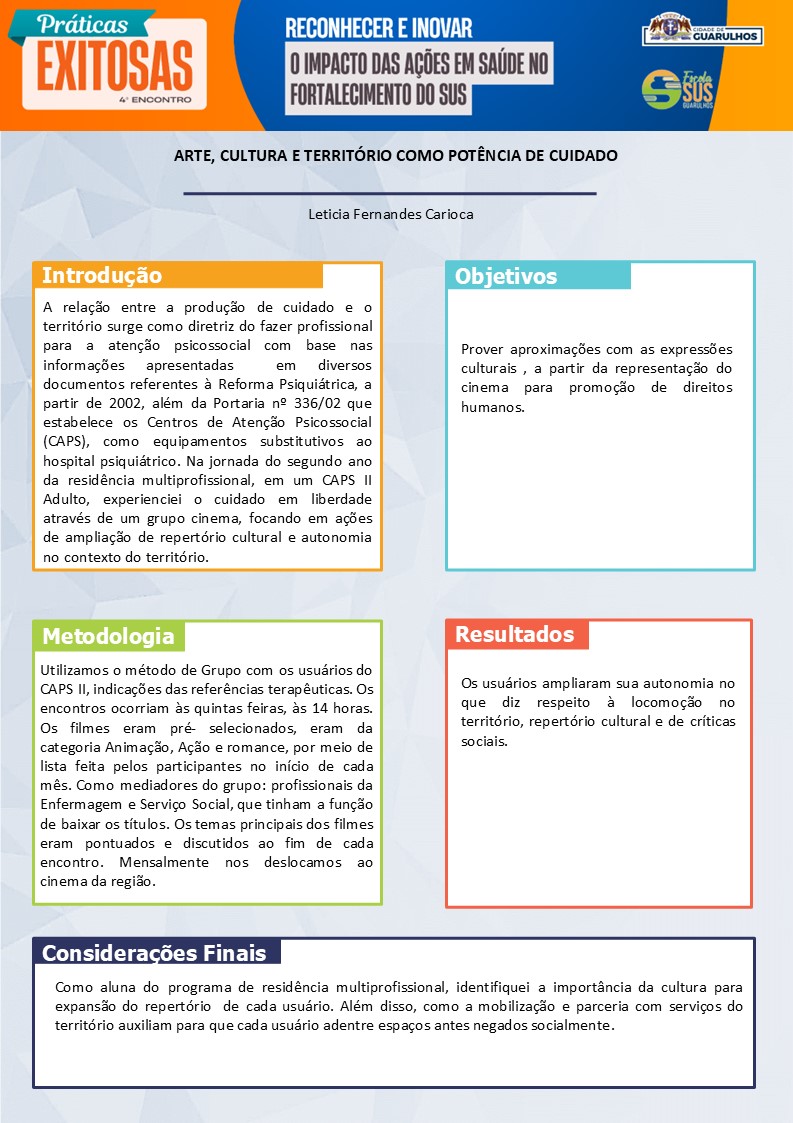 Práticas
EXITOSAS
4º ENCONTRO
RECONHECER E INOVAR
O IMPACTO DAS AÇÕES EM SAÚDE NO
FORTALECIMENTO DO SUS
CIDADE DE
GUARULHOS
Escola
SUS
GUARULHOS
ARTE, CULTURA E TERRITÓRIO COMO POTÊNCIA DE CUIDADO
Leticia Fernandes Carioca
Introdução
A relação entre a produção de cuidado e o
território surge como diretriz do fazer profissional
para a atenção psicossocial com base nas
informações apresentadas em diversos
documentos referentes à Reforma Psiquiátrica, a
partir de 2002, além da Portaria nº 336/02 que
estabelece os Centros de Atenção Psicossocial
(CAPS), como equipamentos substitutivos ao
hospital psiquiátrico. Na jornada do segundo ano
da residência multiprofissional, em um CAPS II
Adulto, experienciei o cuidado em liberdade
através de um grupo cinema, focando em ações
de ampliação de repertório cultural e autonomia
no contexto do território.
Objetivos
Prover aproximações com as expressões
culturais , a partir da representação do
cinema para promoção de direitos
humanos.
Metodologia
Utilizamos o método de Grupo com os usuários do
CAPS II, indicações das referências terapêuticas. Os
encontros ocorriam às quintas feiras, às 14 horas.
Os filmes eram pré- selecionados, eram da
categoria Animação, Ação e romance, por meio de
lista feita pelos participantes no início de cada
mês. Como mediadores do grupo: profissionais da
Enfermagem e Serviço Social, que tinham a função
de baixar os títulos. Os temas principais dos filmes
eram pontuados e discutidos ao fim de cada
encontro. Mensalmente nos deslocamos ao
cinema da região.
Resultados
Os usuários ampliaram sua autonomia no
que diz respeito à locomoção no
território, repertório cultural e de críticas
sociais.
Considerações Finais
Como aluna do programa de residência multiprofissional, identifiquei a importância da cultura para
expansão do repertório de cada usuário. Além disso, como a mobilização e parceria com serviços do
território auxiliam para que cada usuário adentre espaços antes negados socialmente.